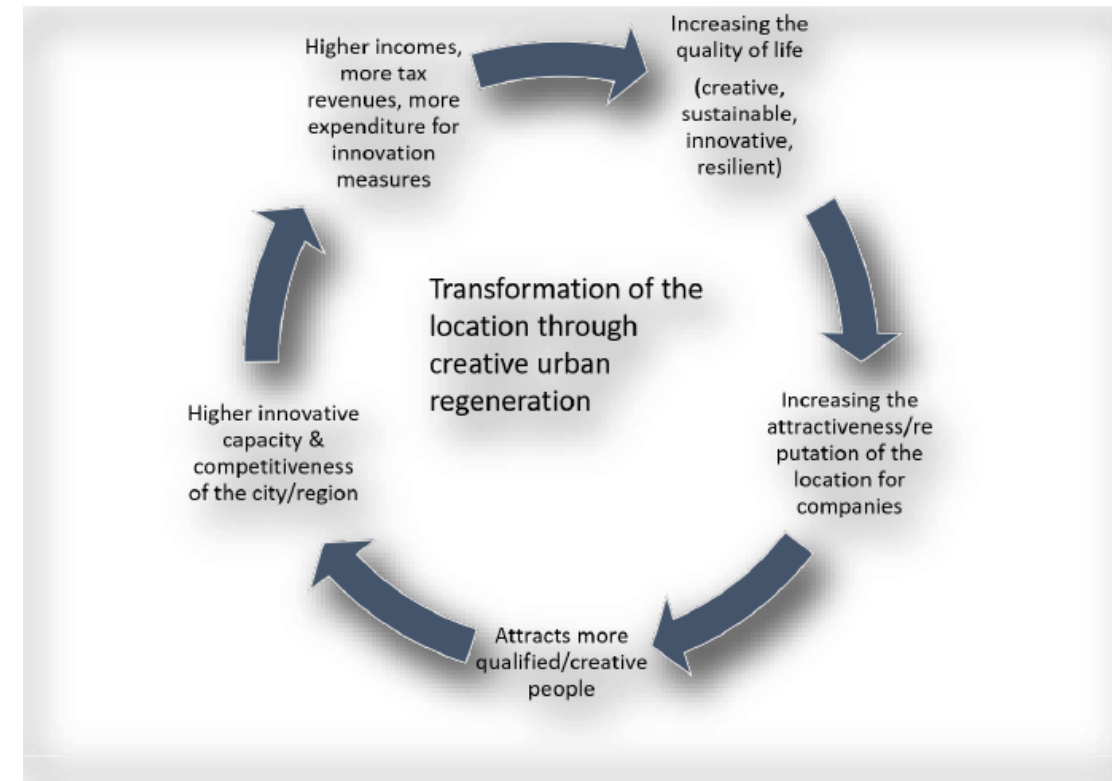 Increasing the
quality of life
(creative,
sustainable,
innovative,
resilient)
Increasing the
attractiveness/re
putation of the
location for
companies
Attracts more
qualified/creative
people
Higher innovative
capacity &
competitiveness
of the city/region
Higher incomes,
more tax
revenues, more
expenditure for
innovation
measures
Transformation of the
location through
creative urban
regeneration